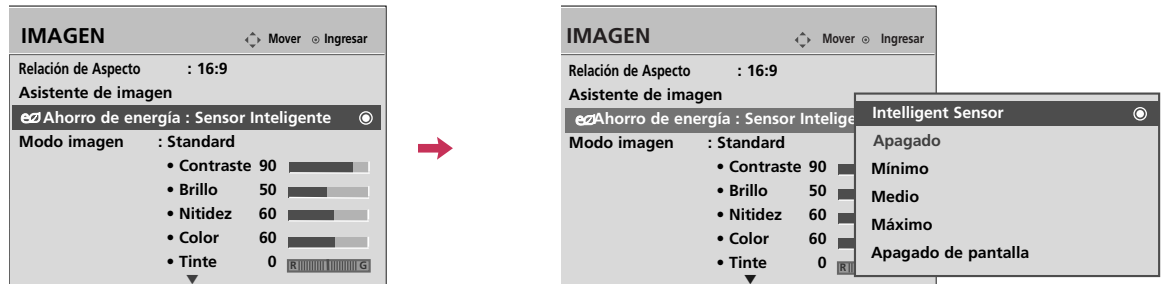 IMAGEN
Mover
Ingresar
Relación de Aspecto : 16:9
Asistente de imagen
Ahorro de energía : Sensor Inteligente
Modo imagen : Standard
• Contraste 90
• Brillo 50
• Nitidez 60
• Color 60
• Tinte 0 R G
IMAGEN
Mover
Ingresar
Relación de Aspecto : 16:9
Asistente de imagen
Ahorro de energía : Sensor Intelige
Modo imagen : Standard
• Contraste 90
• Brillo 50
• Nitidez 60
• Color 60
• Tinte 0 R
Intelligent Sensor
Apagado
Mínimo
Medio
Máximo
Apagado de pantalla